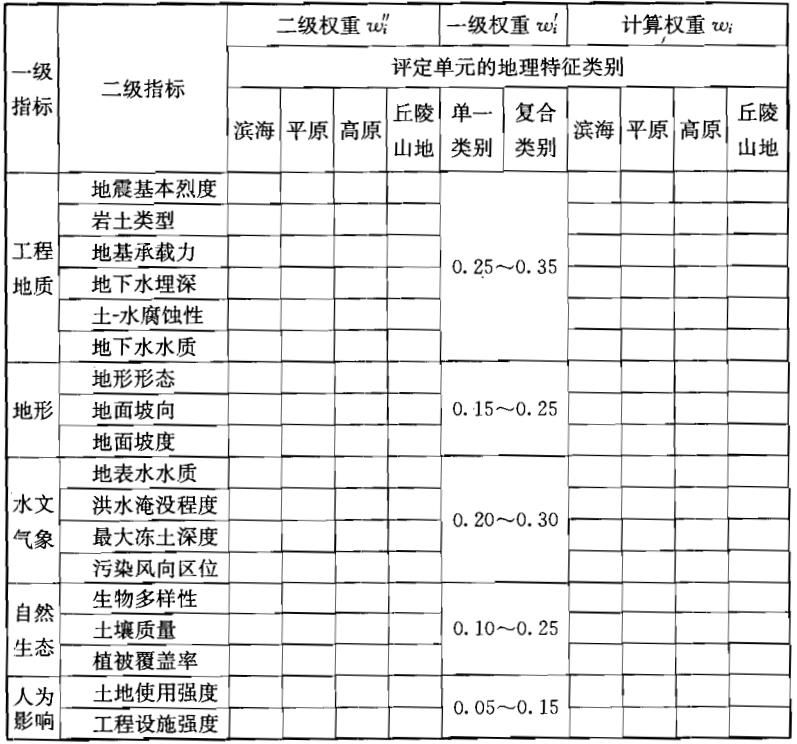 一级指标 二级指标 二级权重 wᵢ″ 一级权重 wᵢ′ 计算权重 wᵢ
评定单元的地理特征类别
滨海 平原 高原 丘陵山地 单一类别 复合类别 滨海 平原 高原 丘陵山地
工程地质 地震基本烈度 0.25～0.35
岩土类型
地基承载力
地下水埋深
土-水腐蚀性
地下水水质
地形 地形形态 0.15～0.25
地面坡向
地面坡度
水文气象 地表水水质 0.20～0.30
洪水淹没程度
最大冻土深度
污染风向区位
自然生态 生物多样性 0.10～0.25
土壤质量
植被覆盖率
人为影响 土地使用强度 0.05～0.15
工程设施强度